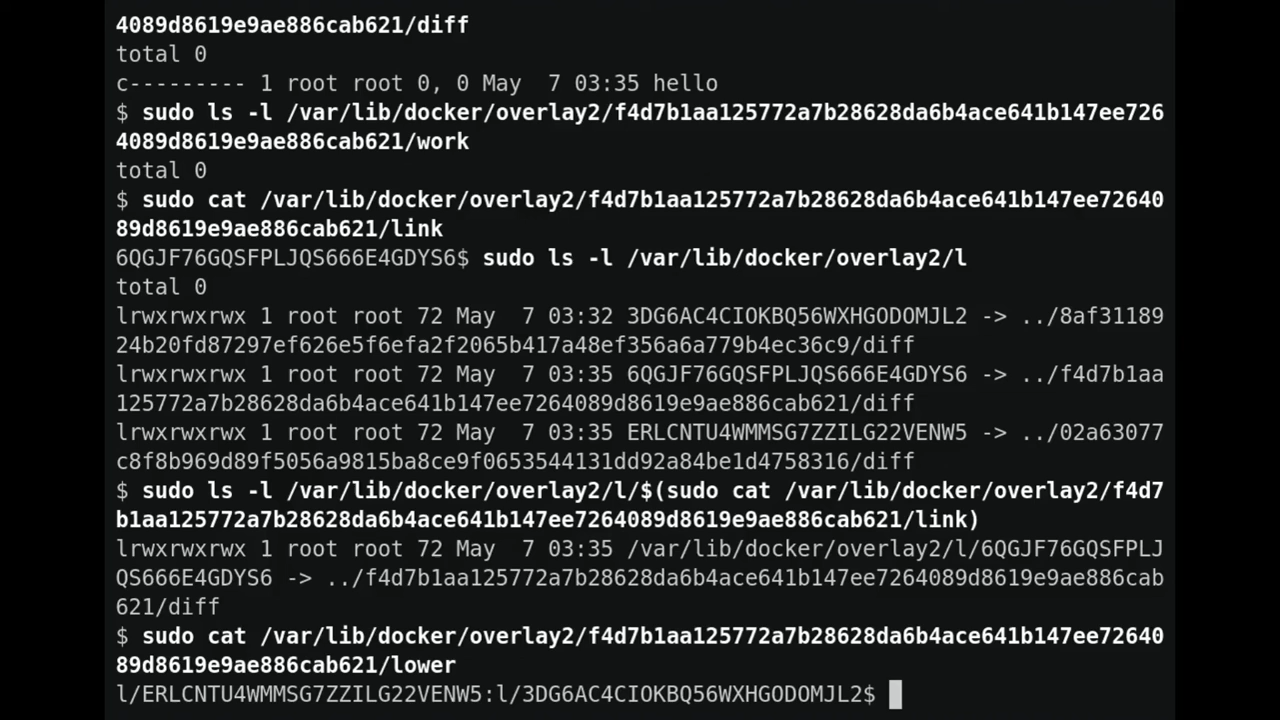 4089d8619e9ae886cab621/diff
total 0
c--------- 1 root root 0, 0 May  7 03:35 hello
$ sudo ls -l /var/lib/docker/overlay2/f4d7b1aa125772a7b28628da6b4ace641b147ee726
4089d8619e9ae886cab621/work
total 0
$ sudo cat /var/lib/docker/overlay2/f4d7b1aa125772a7b28628da6b4ace641b147ee72640
89d8619e9ae886cab621/link
6QGJF76GQSFPLJQS666E4GDYS6$ sudo ls -l /var/lib/docker/overlay2/l
total 0
lrwxrwxrwx 1 root root 72 May  7 03:32 3DG6AC4CIOKBQ56WXHGODOMJL2 -> ../8af31189
24b20fd87297ef626e5f6efa2f2065b417a48ef356a6a779b4ec36c9/diff
lrwxrwxrwx 1 root root 72 May  7 03:35 6QGJF76GQSFPLJQS666E4GDYS6 -> ../f4d7b1aa
125772a7b28628da6b4ace641b147ee7264089d8619e9ae886cab621/diff
lrwxrwxrwx 1 root root 72 May  7 03:35 ERLCNTU4WMMSG7ZZILG22VENW5 -> ../02a63077
c8f8b969d89f5056a9815ba8ce9f0653544131dd92a84be1d4758316/diff
$ sudo ls -l /var/lib/docker/overlay2/l/$(sudo cat /var/lib/docker/overlay2/f4d7
b1aa125772a7b28628da6b4ace641b147ee7264089d8619e9ae886cab621/link)
lrwxrwxrwx 1 root root 72 May  7 03:35 /var/lib/docker/overlay2/l/6QGJF76GQSFPLJ
QS666E4GDYS6 -> ../f4d7b1aa125772a7b28628da6b4ace641b147ee7264089d8619e9ae886cab
621/diff
$ sudo cat /var/lib/docker/overlay2/f4d7b1aa125772a7b28628da6b4ace641b147ee72640
89d8619e9ae886cab621/lower
l/ERLCNTU4WMMSG7ZZILG22VENW5:l/3DG6AC4CIOKBQ56WXHGODOMJL2$